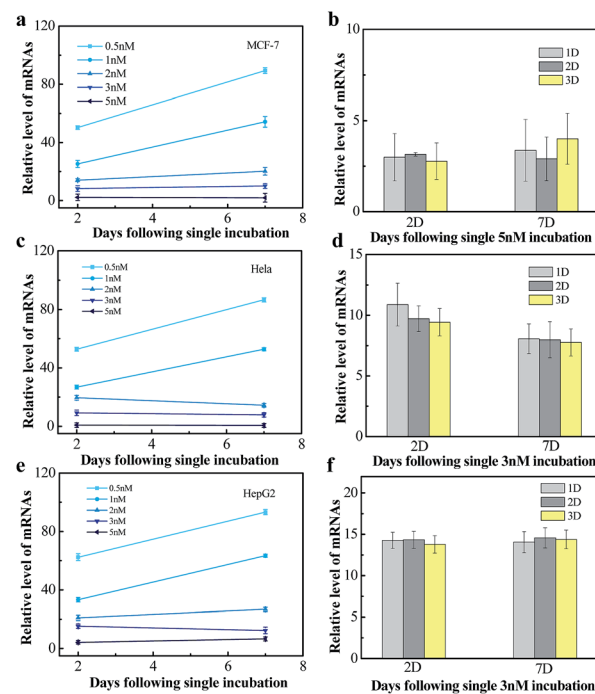 a
120
80
40
0
Relative level of mRNAs
0.5nM
1nM
2nM
3nM
5nM
MCF-7
2 4 6 8
Days following single incubation
b
10
5
0
Relative level of mRNAs
1D
2D
3D
2D 7D
Days following single 5nM incubation
c
120
80
40
0
Relative level of mRNAs
0.5nM
1nM
2nM
3nM
5nM
Hela
2 4 6 8
Days following single incubation
d
15
10
5
0
Relative level of mRNAs
1D
2D
3D
2D 7D
Days following single 3nM incubation
e
120
80
40
0
Relative level of mRNAs
0.5nM
1nM
2nM
3nM
5nM
HepG2
2 4 6 8
Days following single incubation
f
20
15
10
5
0
Relative level of mRNAs
1D
2D
3D
2D 7D
Days following single 3nM incubation